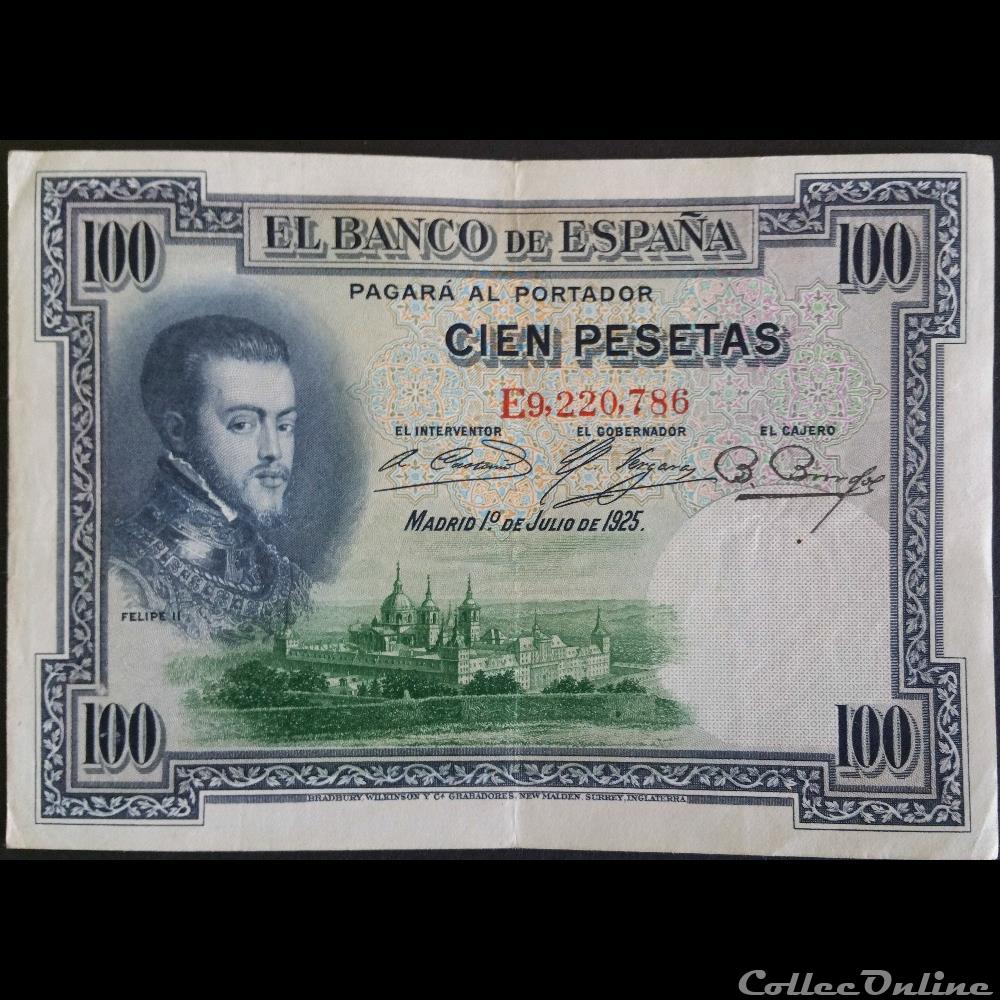 100 EL BANCO DE ESPAÑA 100
PAGARÁ AL PORTADOR
CIEN PESETAS
E9,220,786
EL INTERVENTOR EL GOBERNADOR EL CAJERO
MADRID 1.º DE JULIO DE 1925.
FELIPE II
100 100
BRADBURY WILKINSON Y Cª GRABADORES, NEW MALDEN, SURREY, INGLATERRA
CollecOnline